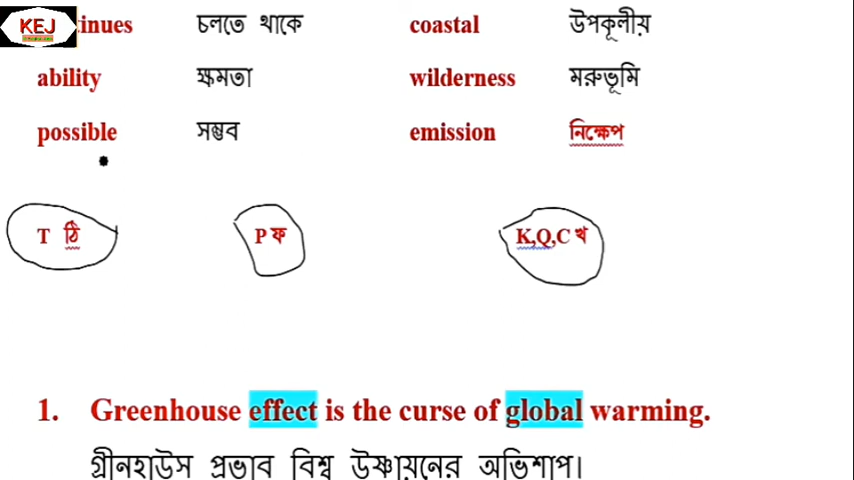 KEJ
tinues চলতে থাকে coastal উপকূলীয়
ability ক্ষমতা wilderness মরুভূমি
possible সম্ভব emission নিক্ষেপ
T ঠি P ফ K,Q,C খ
1. Greenhouse effect is the curse of global warming.
গ্রীনহাউস প্রভাব বিশ্ব উষ্ণায়নের অভিশাপ।